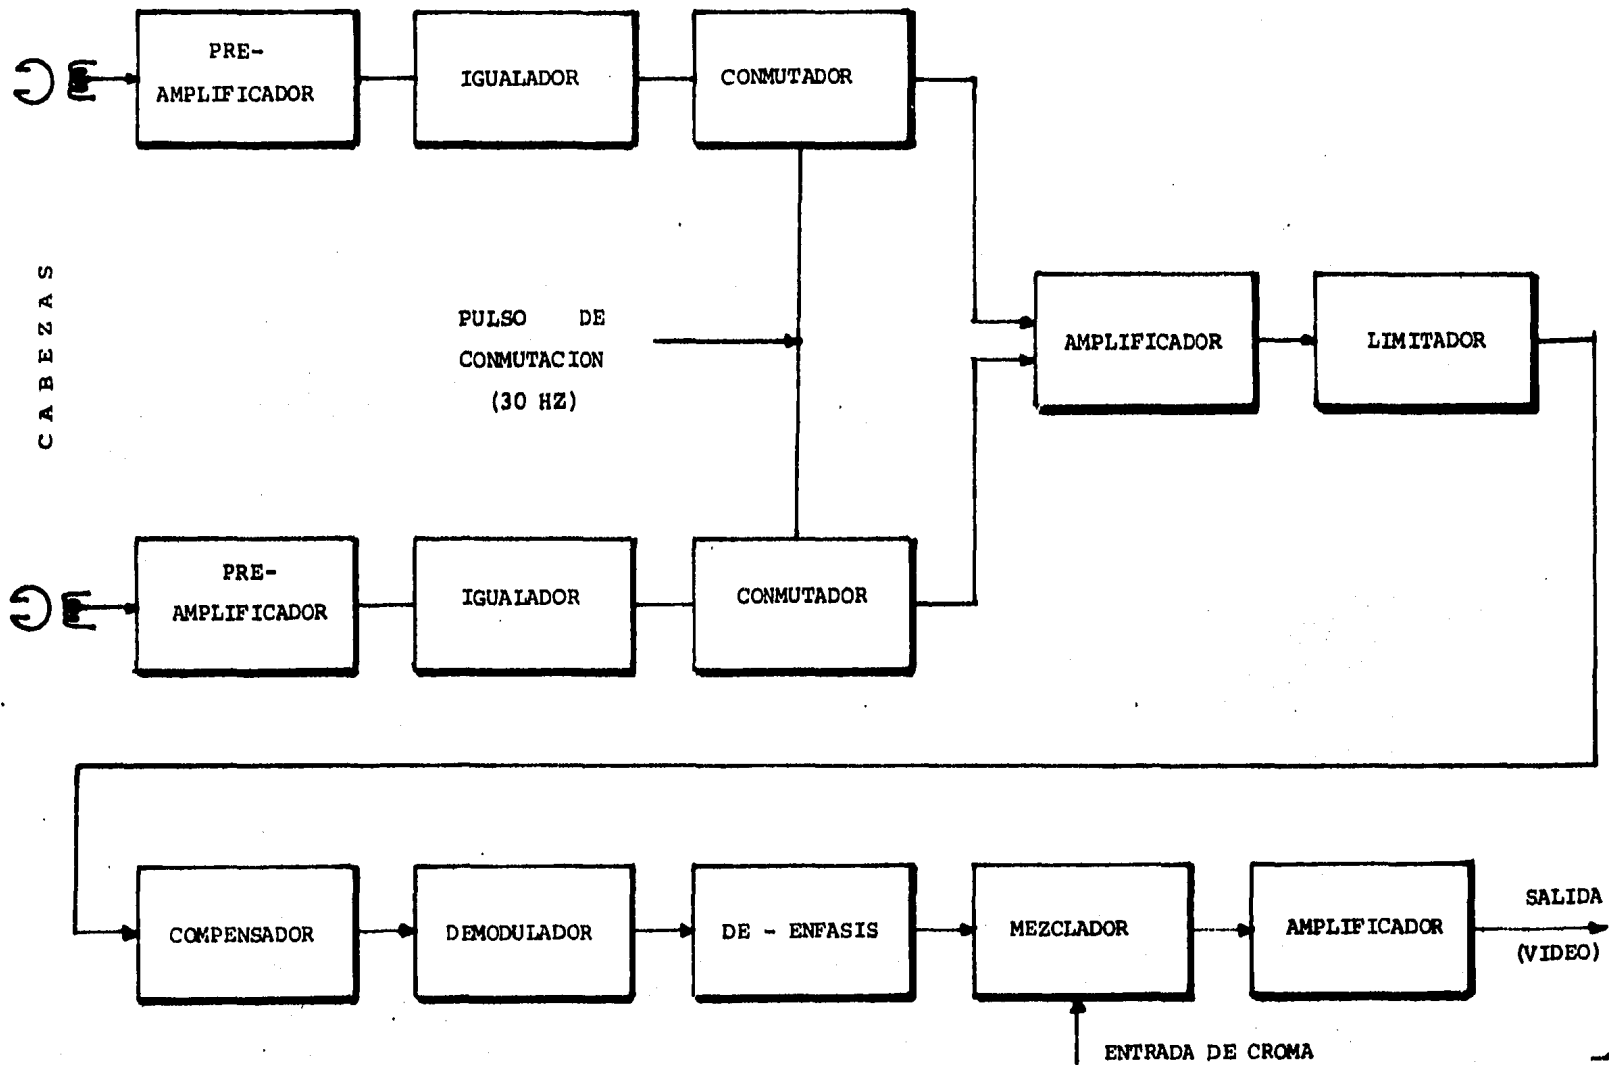 PRE-
AMPLIFICADOR
IGUALADOR
CONMUTADOR
CABEZAS
PULSO DE
CONMUTACION
(30 HZ)
AMPLIFICADOR
LIMITADOR
PRE-
AMPLIFICADOR
IGUALADOR
CONMUTADOR
COMPENSADOR
DEMODULADOR
DE - ENFASIS
MEZCLADOR
AMPLIFICADOR
SALIDA
(VIDEO)
ENTRADA DE CROMA